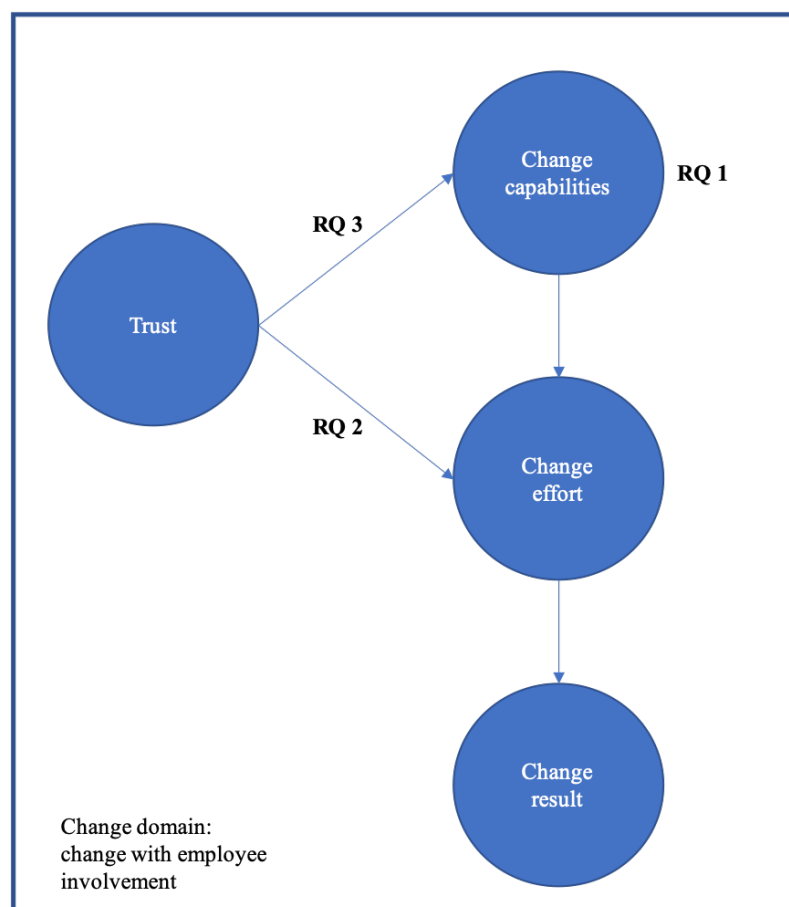 Change
capabilities
RQ 1
RQ 3
Trust
RQ 2
Change
effort
Change
result
Change domain:
change with employee
involvement